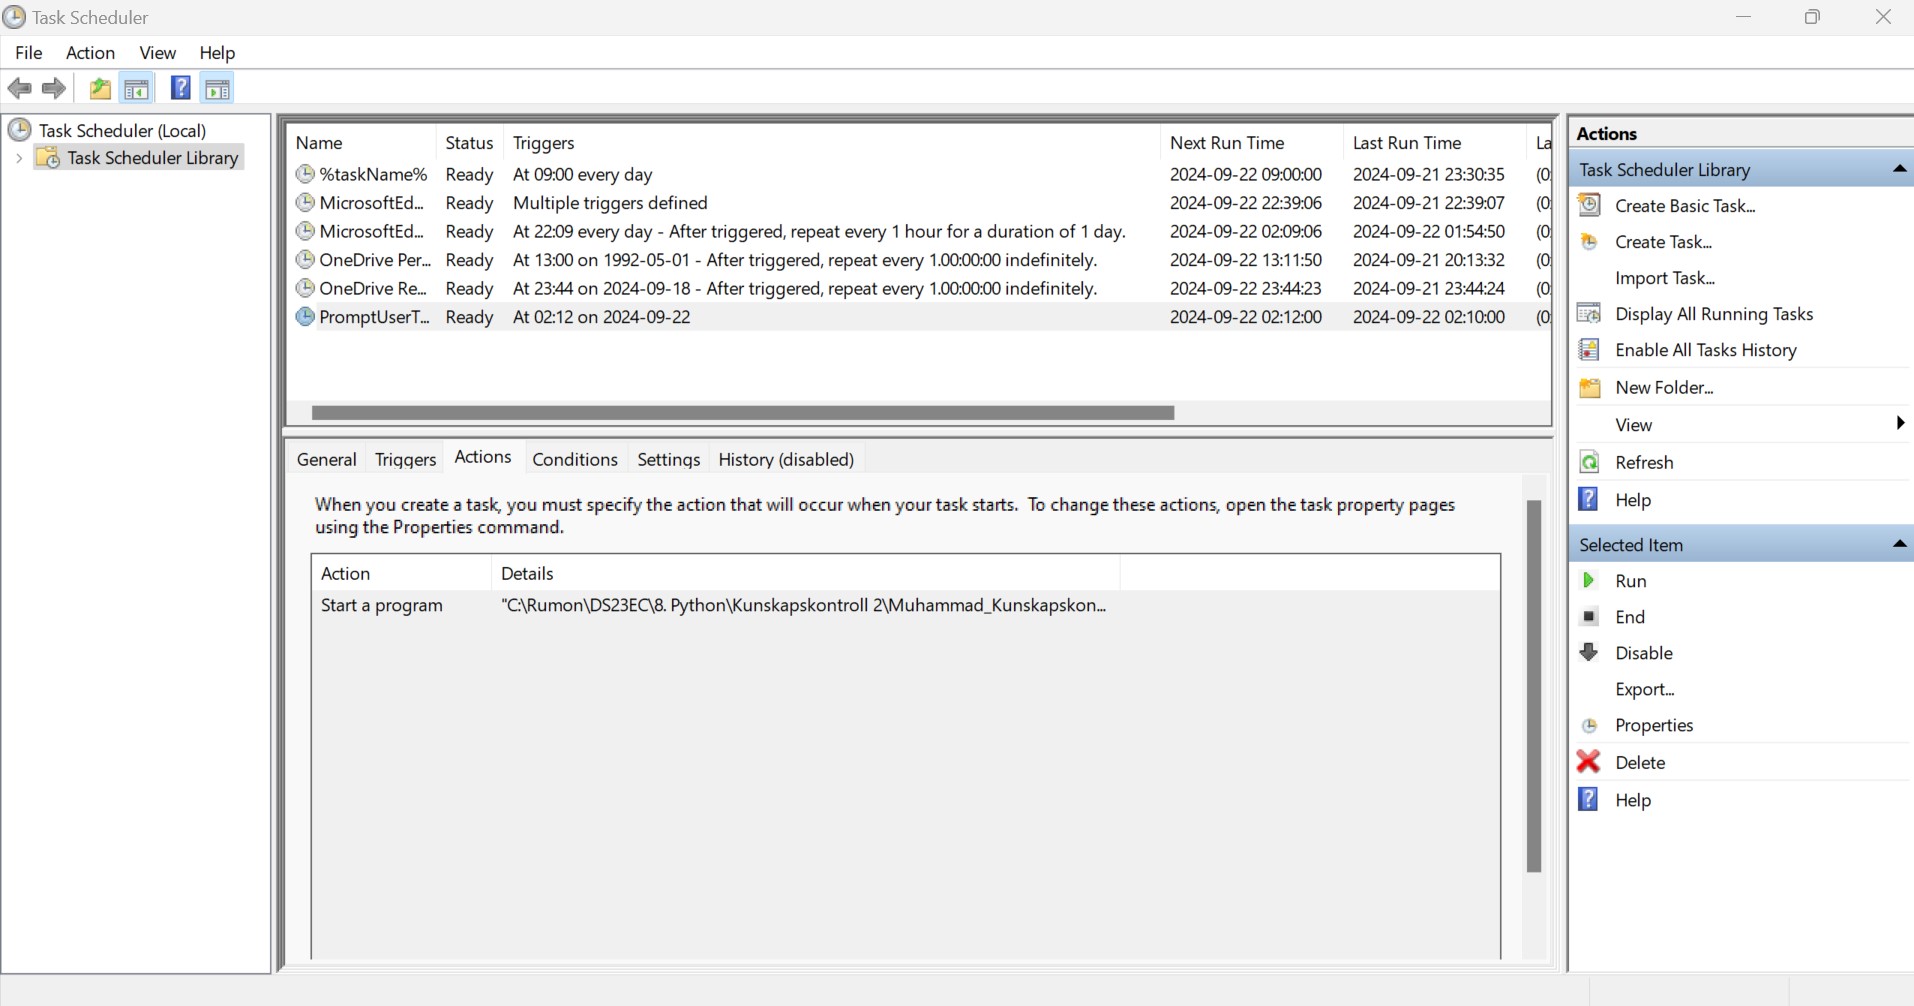 Task Scheduler
File Action View Help
Task Scheduler (Local)
Task Scheduler Library
Name Status Triggers Next Run Time Last Run Time La
%taskName% Ready At 09:00 every day 2024-09-22 09:00:00 2024-09-21 23:30:35 (0
MicrosoftEd... Ready Multiple triggers defined 2024-09-22 22:39:06 2024-09-21 22:39:07 (0
MicrosoftEd... Ready At 22:09 every day - After triggered, repeat every 1 hour for a duration of 1 day. 2024-09-22 02:09:06 2024-09-22 01:54:50 (0
OneDrive Per... Ready At 13:00 on 1992-05-01 - After triggered, repeat every 1.00:00:00 indefinitely. 2024-09-22 13:11:50 2024-09-21 20:13:32 (0
OneDrive Re... Ready At 23:44 on 2024-09-18 - After triggered, repeat every 1.00:00:00 indefinitely. 2024-09-22 23:44:23 2024-09-21 23:44:24 (0
PromptUserT... Ready At 02:12 on 2024-09-22 2024-09-22 02:12:00 2024-09-22 02:10:00 (0
General Triggers Actions Conditions Settings History (disabled)
When you create a task, you must specify the action that will occur when your task starts. To change these actions, open the task property pages
using the Properties command.
Action Details
Start a program "C:\Rumon\DS23EC\8. Python\Kunskapskontroll 2\Muhammad_Kunskapskon...
Actions
Task Scheduler Library
Create Basic Task...
Create Task...
Import Task...
Display All Running Tasks
Enable All Tasks History
New Folder...
View
Refresh
Help
Selected Item
Run
End
Disable
Export...
Properties
Delete
Help